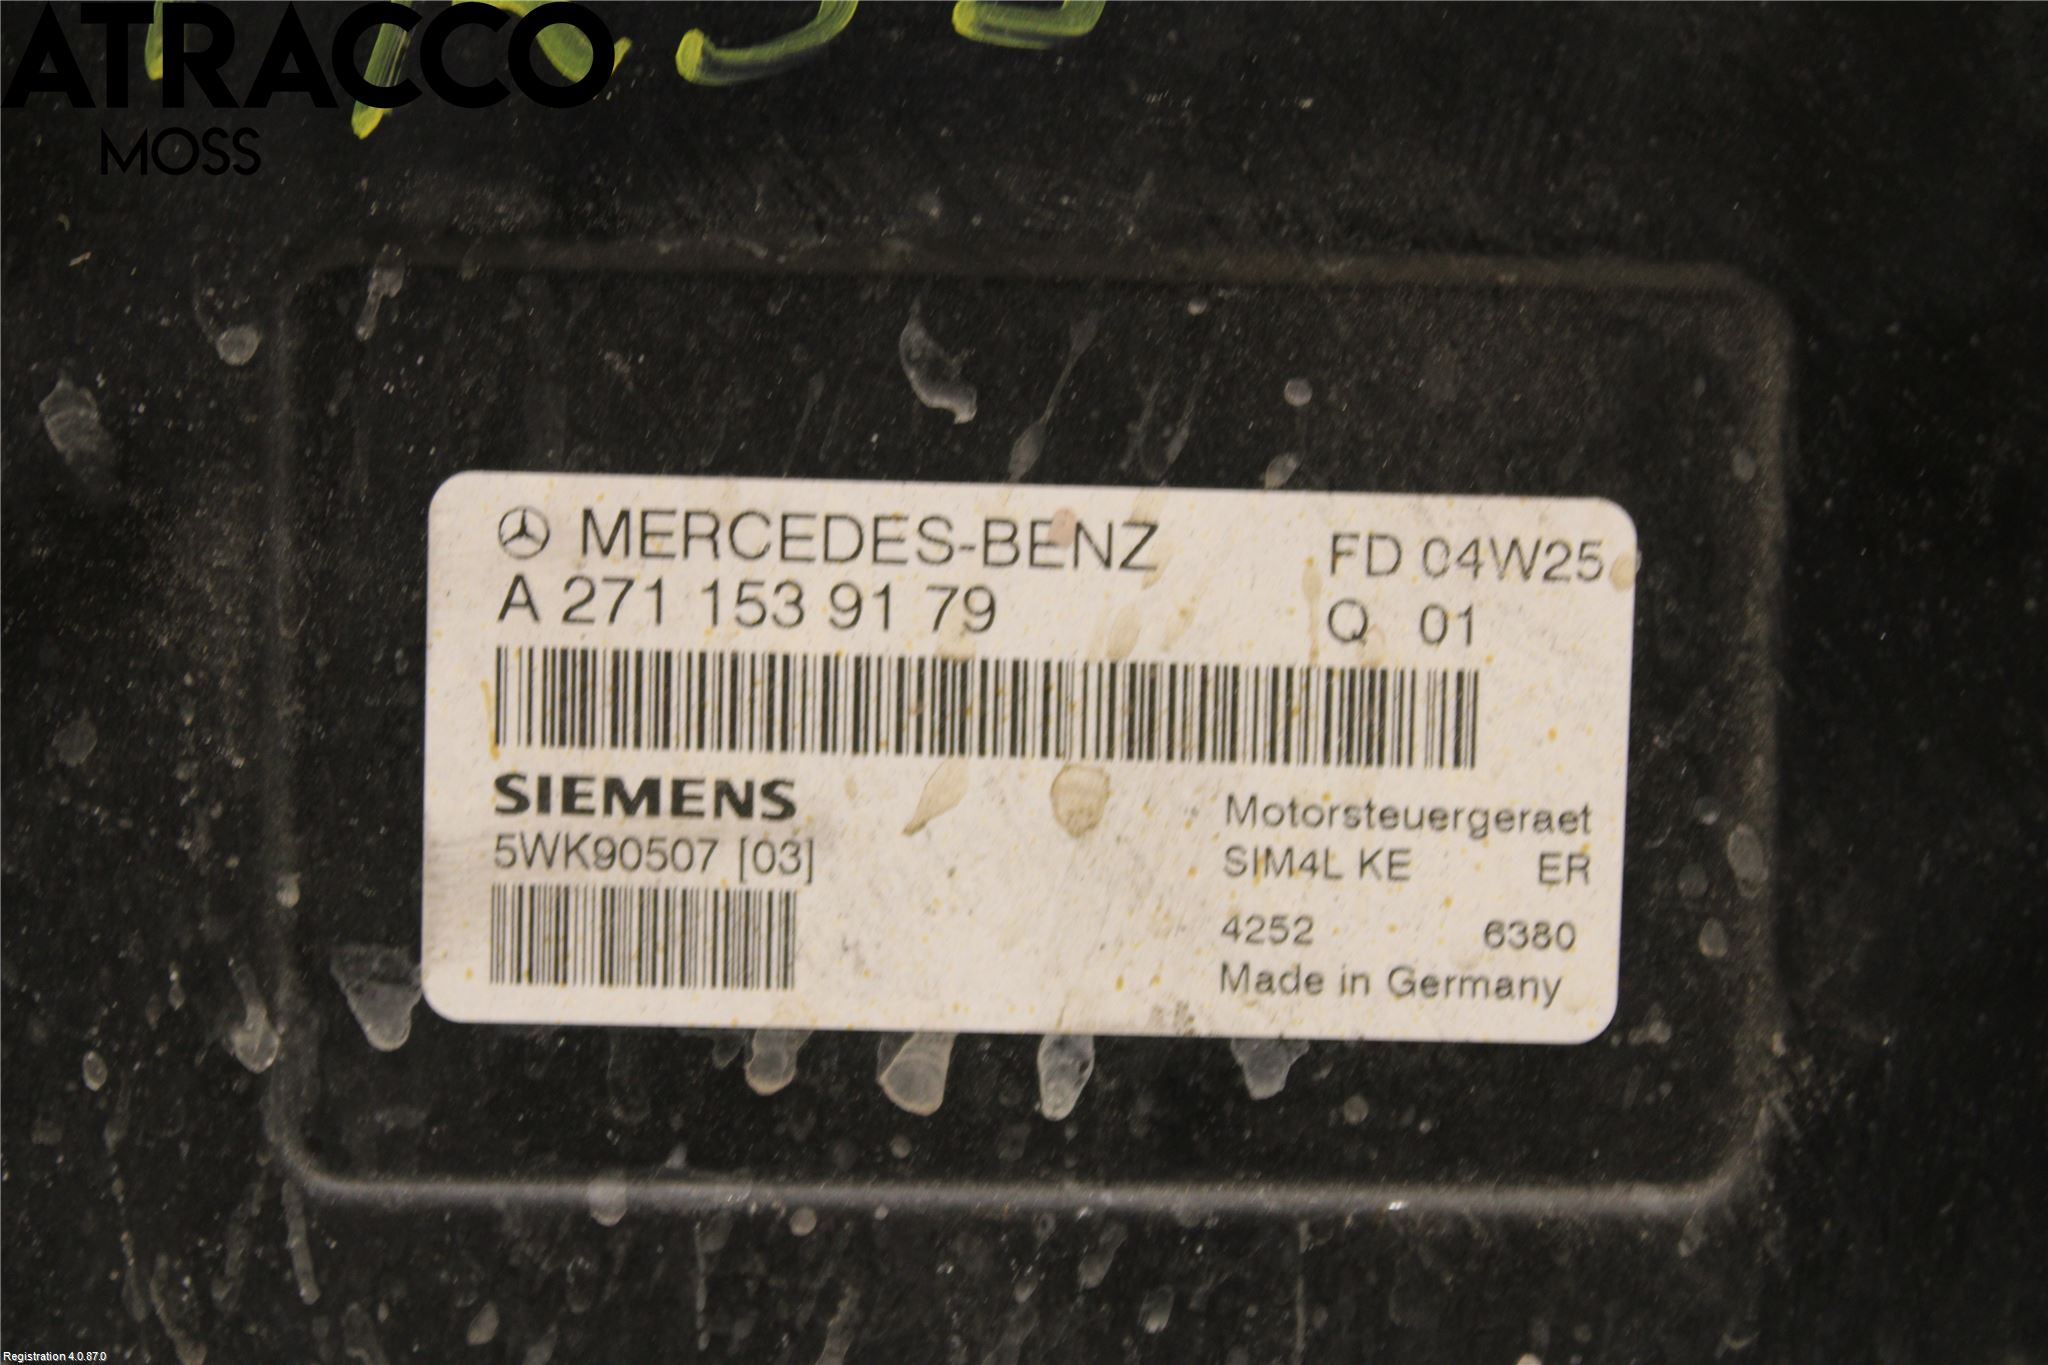 ATRACCO
MOSS
MERCEDES-BENZ FD 04W25
A 271 153 91 79 Q 01
SIEMENS
Motorsteuergeraet
5WK90507 [03]
SIM4L KE ER
4252 6380
Made in Germany
Registration 4.0.87.0